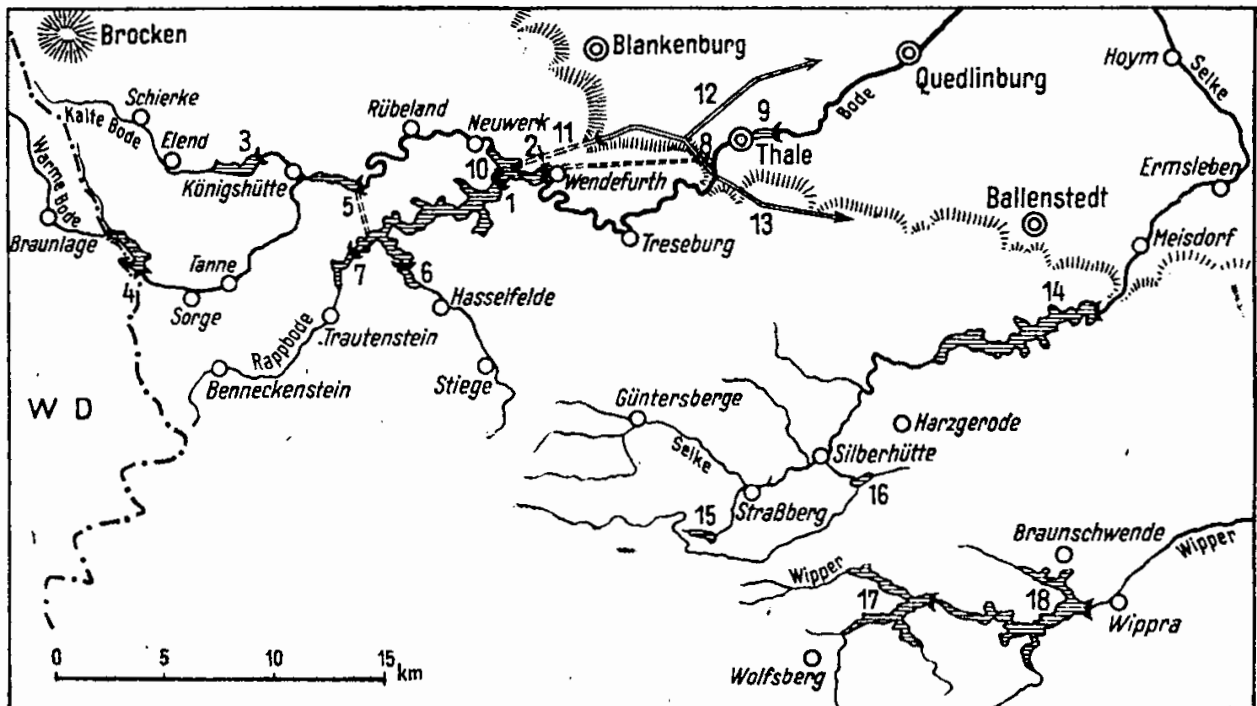 Brocken
Blankenburg
Quedlinburg
Hoym
Selke
Schierke
Kalte Bode
Elend
3
Rübeland
Neuwerk
11
2
12
9
8
Thale
Bode
Ermsleben
Warme Bode
Königshütte
10
Wendefurth
1
5
Braunlage
Treseburg
13
Ballenstedt
Meisdorf
Tanne
4
Sorge
7
6
Hasselfelde
14
Trautenstein
Rappbode
Benneckenstein
Stiege
W D
Güntersberge
Selke
Harzgerode
Silberhütte
Straßberg
15
16
Braunschwende
Wipper
Wipper
17
18
Wippra
Wolfsberg
0 5 10 15
km